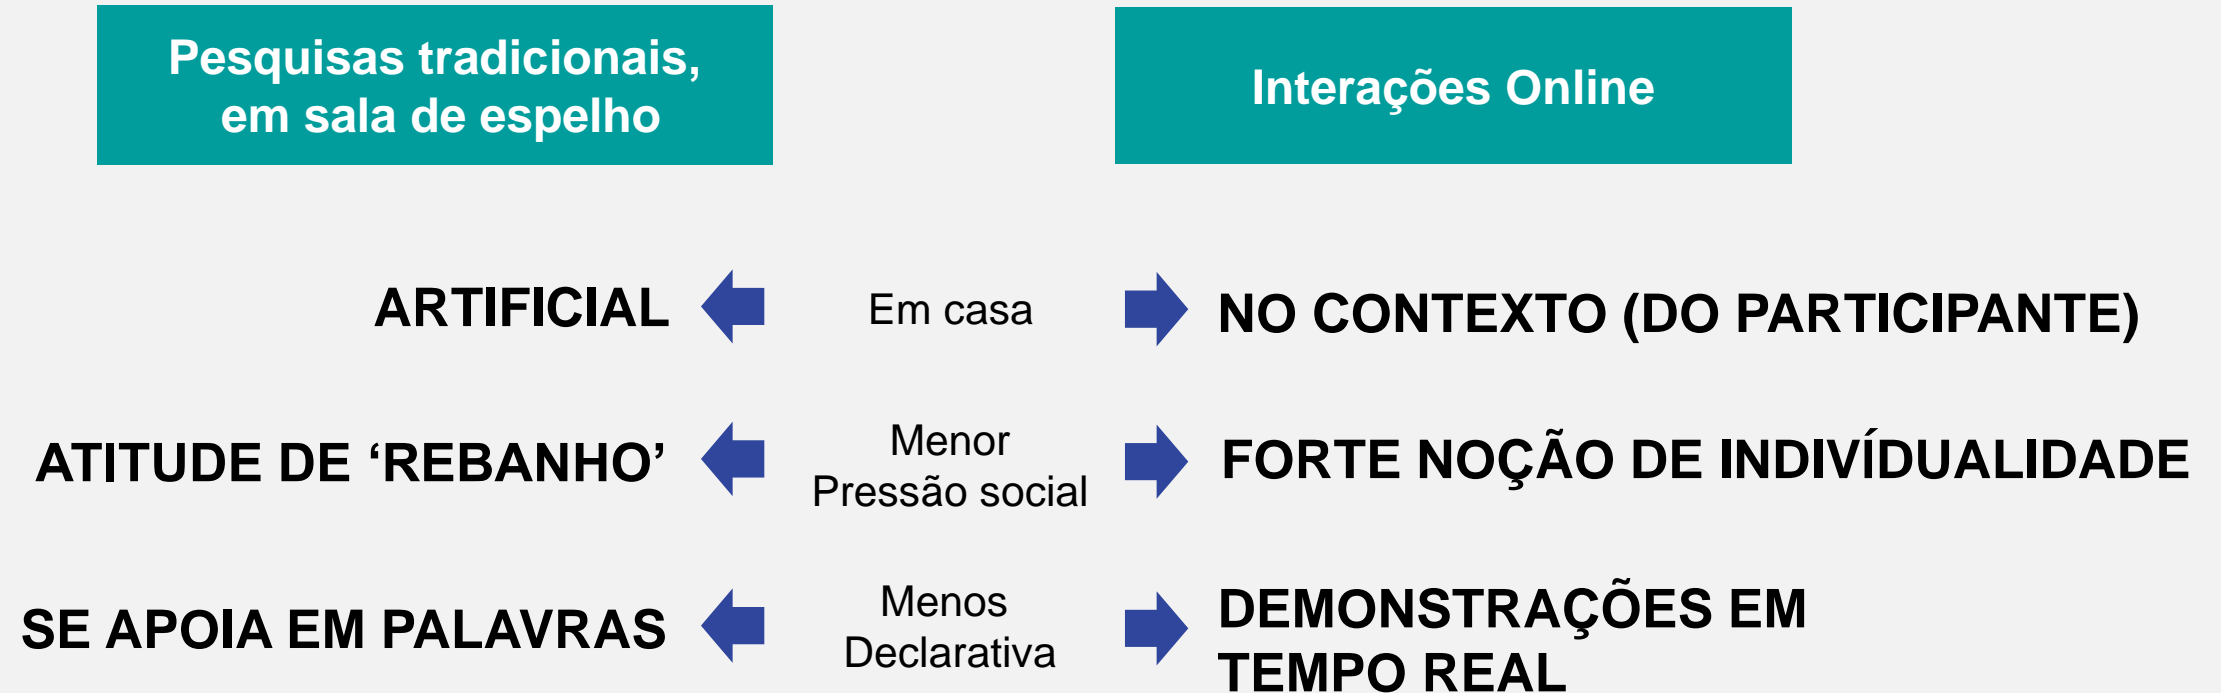 Pesquisas tradicionais,
em sala de espelho
Interações Online
ARTIFICIAL
Em casa
NO CONTEXTO (DO PARTICIPANTE)
ATITUDE DE ‘REBANHO’
Menor
Pressão social
FORTE NOÇÃO DE INDIVÍDUALIDADE
SE APOIA EM PALAVRAS
Menos
Declarativa
DEMONSTRAÇÕES EM
TEMPO REAL